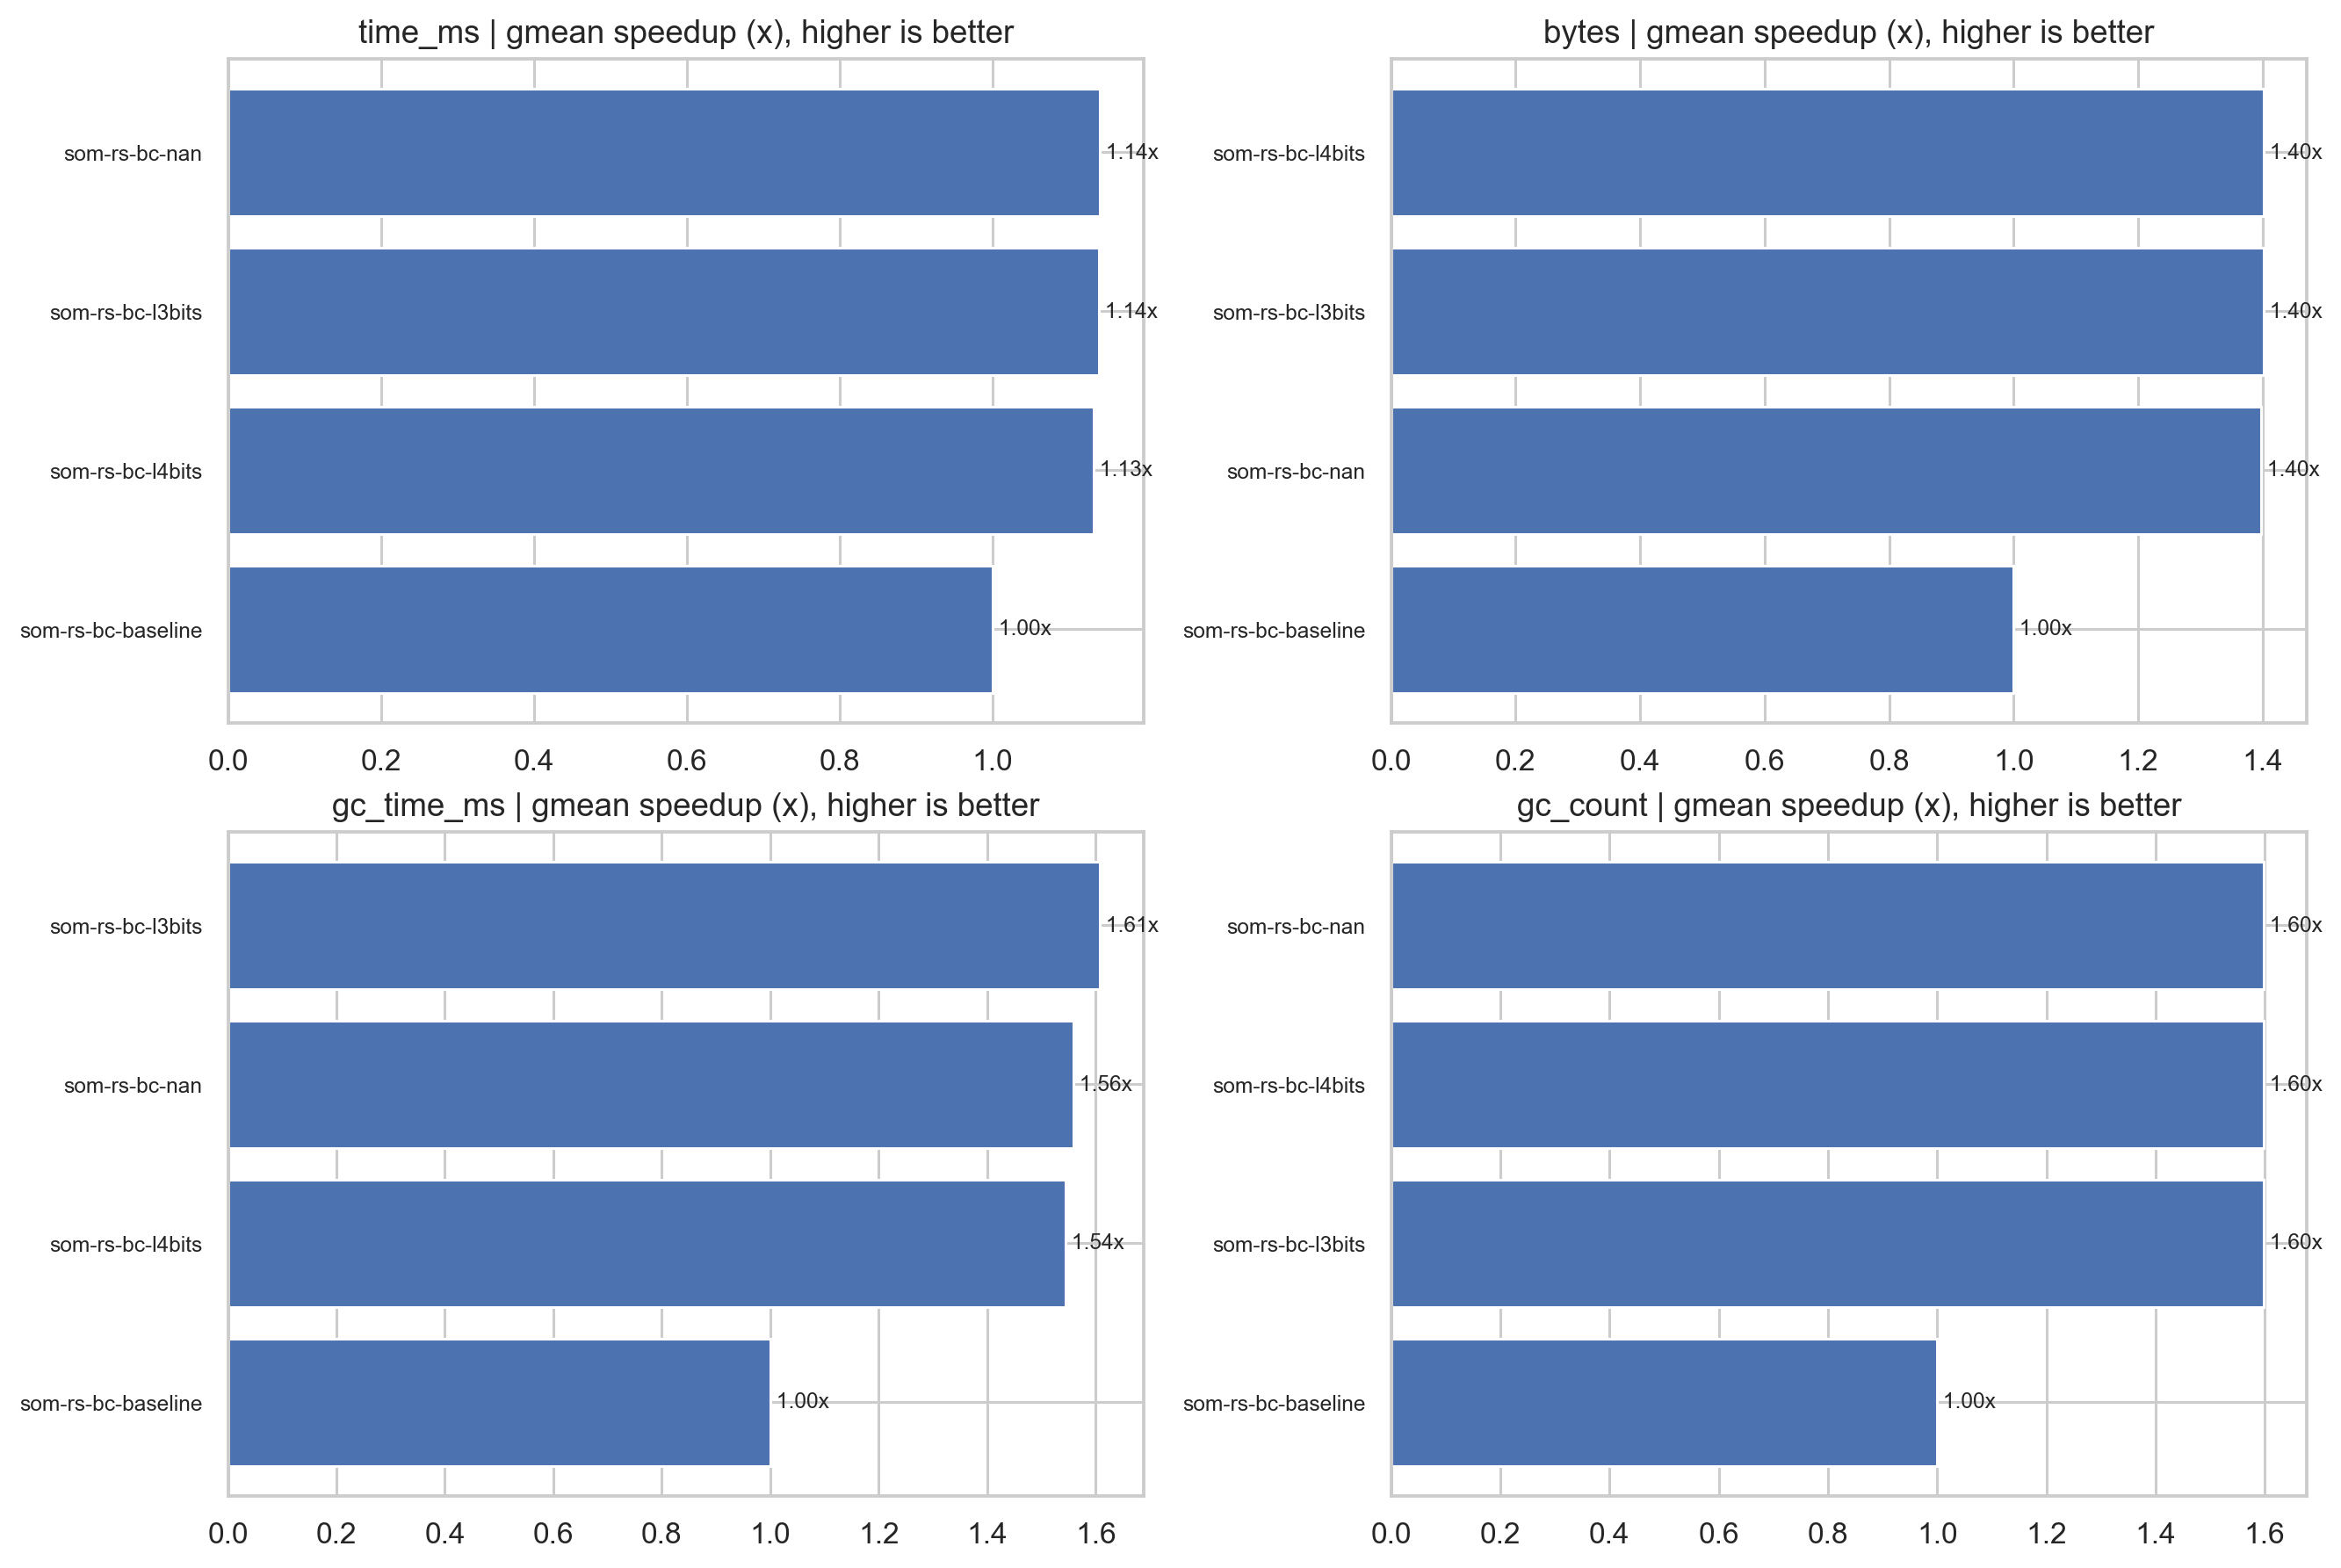 time_ms | gmean speedup (x), higher is better
som-rs-bc-nan
1.14x
som-rs-bc-l3bits
1.14x
som-rs-bc-l4bits
1.13x
som-rs-bc-baseline
1.00x
0.0 0.2 0.4 0.6 0.8 1.0
bytes | gmean speedup (x), higher is better
som-rs-bc-l4bits
1.40x
som-rs-bc-l3bits
1.40x
som-rs-bc-nan
1.40x
som-rs-bc-baseline
1.00x
0.0 0.2 0.4 0.6 0.8 1.0 1.2 1.4
gc_time_ms | gmean speedup (x), higher is better
som-rs-bc-l3bits
1.61x
som-rs-bc-nan
1.56x
som-rs-bc-l4bits
1.54x
som-rs-bc-baseline
1.00x
0.0 0.2 0.4 0.6 0.8 1.0 1.2 1.4 1.6
gc_count | gmean speedup (x), higher is better
som-rs-bc-nan
1.60x
som-rs-bc-l4bits
1.60x
som-rs-bc-l3bits
1.60x
som-rs-bc-baseline
1.00x
0.0 0.2 0.4 0.6 0.8 1.0 1.2 1.4 1.6